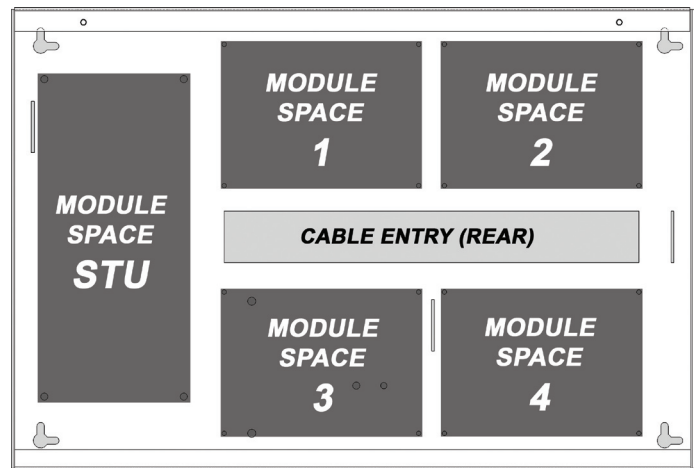 MODULE
SPACE
1
MODULE
SPACE
2
MODULE
SPACE
STU
CABLE ENTRY (REAR)
MODULE
SPACE
3
MODULE
SPACE
4